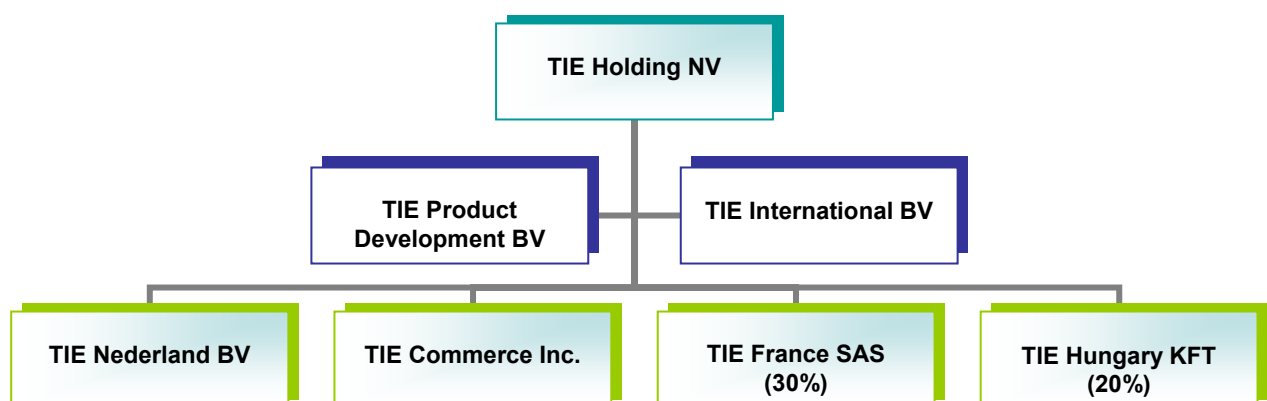 TIE Holding NV
TIE Product
Development BV
TIE International BV
TIE Nederland BV
TIE Commerce Inc.
TIE France SAS
(30%)
TIE Hungary KFT
(20%)